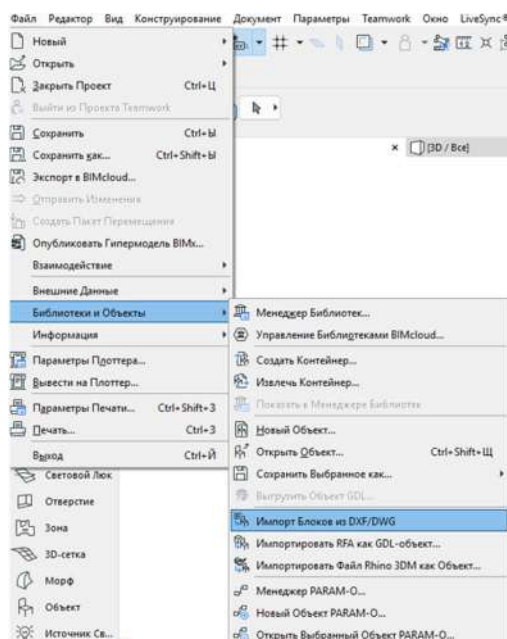 Файл Редактор Вид Конструирование Документ Параметры Teamwork Окно LiveSync®
Новый
Открыть
Закрыть Проект Ctrl+Ц
Выйти из Проекта Teamwork
Сохранить Ctrl+Ы
Сохранить как... Ctrl+Shift+Ы
Экспорт в BIMcloud...
Отправить Изменения
Создать Пакет Перемещения
Опубликовать Гипермодель BIMx...
Взаимодействие
Внешние Данные
Библиотеки и Объекты
Информация
Параметры Плоттера...
Вывести на Плоттер...
Параметры Печати... Ctrl+Shift+З
Печать... Ctrl+З
Выход Ctrl+Й
[3D / Все]
Менеджер Библиотек...
Управление Библиотеками BIMcloud...
Создать Контейнер...
Извлечь Контейнер...
Показать в Менеджере Библиотек
Новый Объект...
Открыть Объект... Ctrl+Shift+Щ
Сохранить Выбранное как...
Выгрузить Объект GDL...
Импорт Блоков из DXF/DWG
Импортировать RFA как GDL-объект...
Импортировать Файл Rhino 3DM как Объект...
Менеджер PARAM-O...
Новый Объект PARAM-O...
Открыть Выбранный Объект PARAM-O...
Световой Люк
Отверстие
Зона
3D-сетка
Морф
Объект
Источник Св...